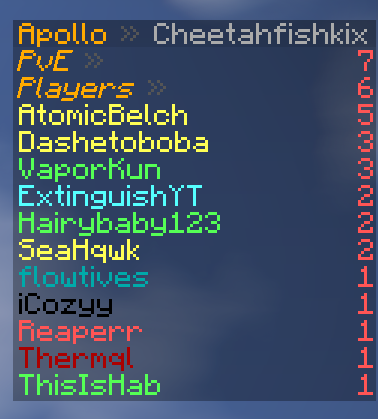 Apollo » Cheetahfishkix
PvE » 7
Players » 6
AtomicBelch 5
Dashetoboba 3
VaporKun 3
ExtinguishYT 2
Hairybaby123 2
SeaHqwk 2
flowtives 1
iCozyy 1
Reaperr 1
Thermql 1
ThisIsHab 1